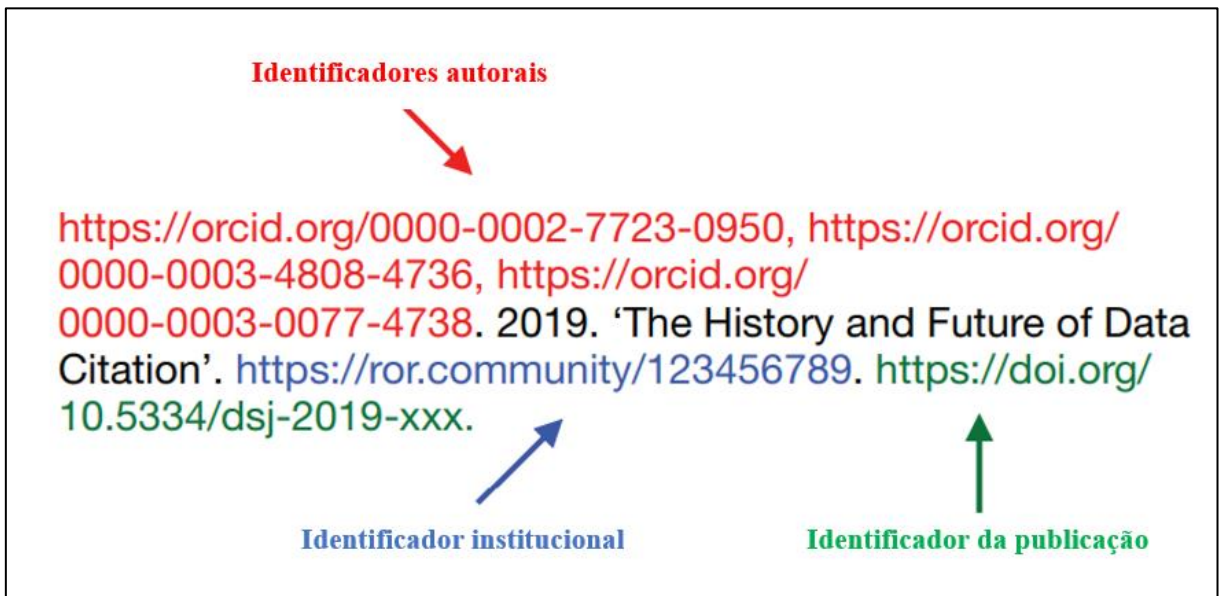 Identificadores autorais
https://orcid.org/0000-0002-7723-0950, https://orcid.org/
0000-0003-4808-4736, https://orcid.org/
0000-0003-0077-4738. 2019. ‘The History and Future of Data
Citation’. https://ror.community/123456789. https://doi.org/
10.5334/dsj-2019-xxx.
Identificador institucional
Identificador da publicação